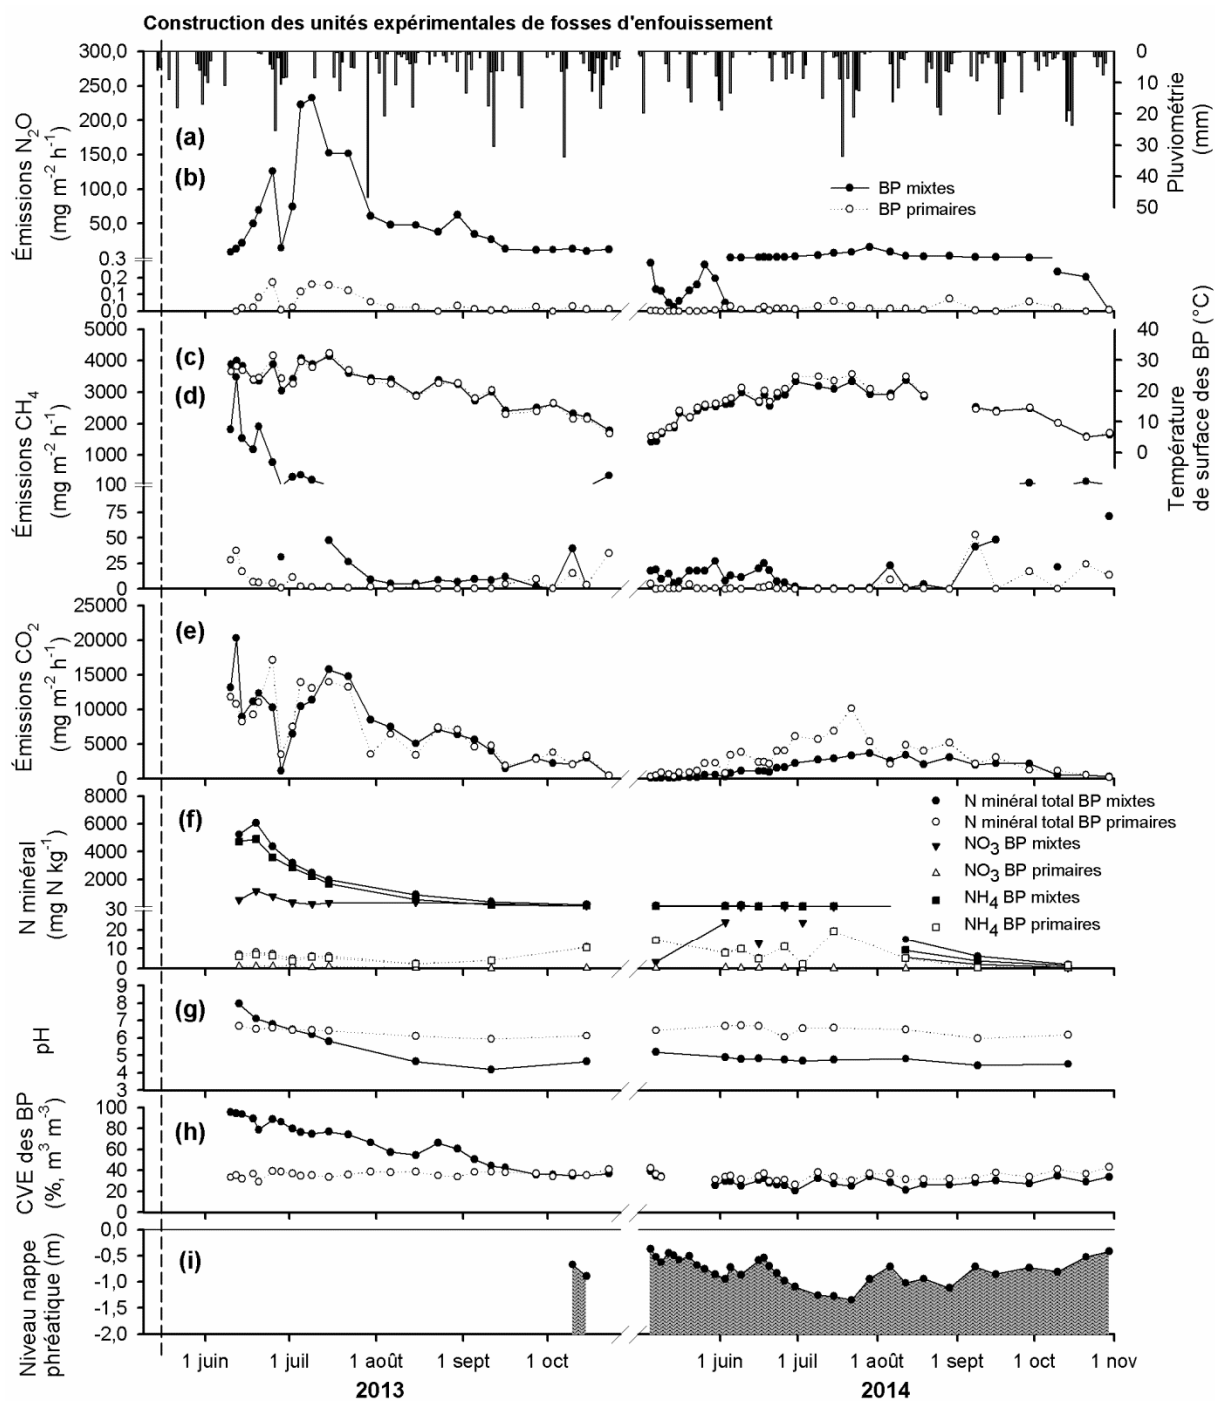 Construction des unités expérimentales de fosses d'enfouissement
Émissions N2O
(mg m-2 h-1)
300,0
250,0
200,0
150,0
100,0
50,0
0.3
0,2
0,1
0,0
(a)
(b)
BP mixtes
BP primaires
0
10
20
30
40
50
Pluviométrie
(mm)
Émissions CH4
(mg m-2 h-1)
5000
4000
3000
2000
1000
100
75
50
25
0
(c)
(d)
40
30
20
10
0
Température
de surface des BP (°C)
Émissions CO2
(mg m-2 h-1)
25000
20000
15000
10000
5000
0
(e)
N minéral
(mg N kg-1)
8000
6000
4000
2000
30
20
10
0
(f)
N minéral total BP mixtes
N minéral total BP primaires
NO3 BP mixtes
NO3 BP primaires
NH4 BP mixtes
NH4 BP primaires
pH
9
8
7
6
5
4
3
(g)
CVE des BP
(%, m3 m-3)
100
80
60
40
20
0
(h)
Niveau nappe
phréatique (m)
0,0
-0,5
-1,0
-1,5
-2,0
(i)
1 juin
1 juil
1 août
1 sept
1 oct
1 juin
1 juil
1 août
1 sept
1 oct
1 nov
2013
2014